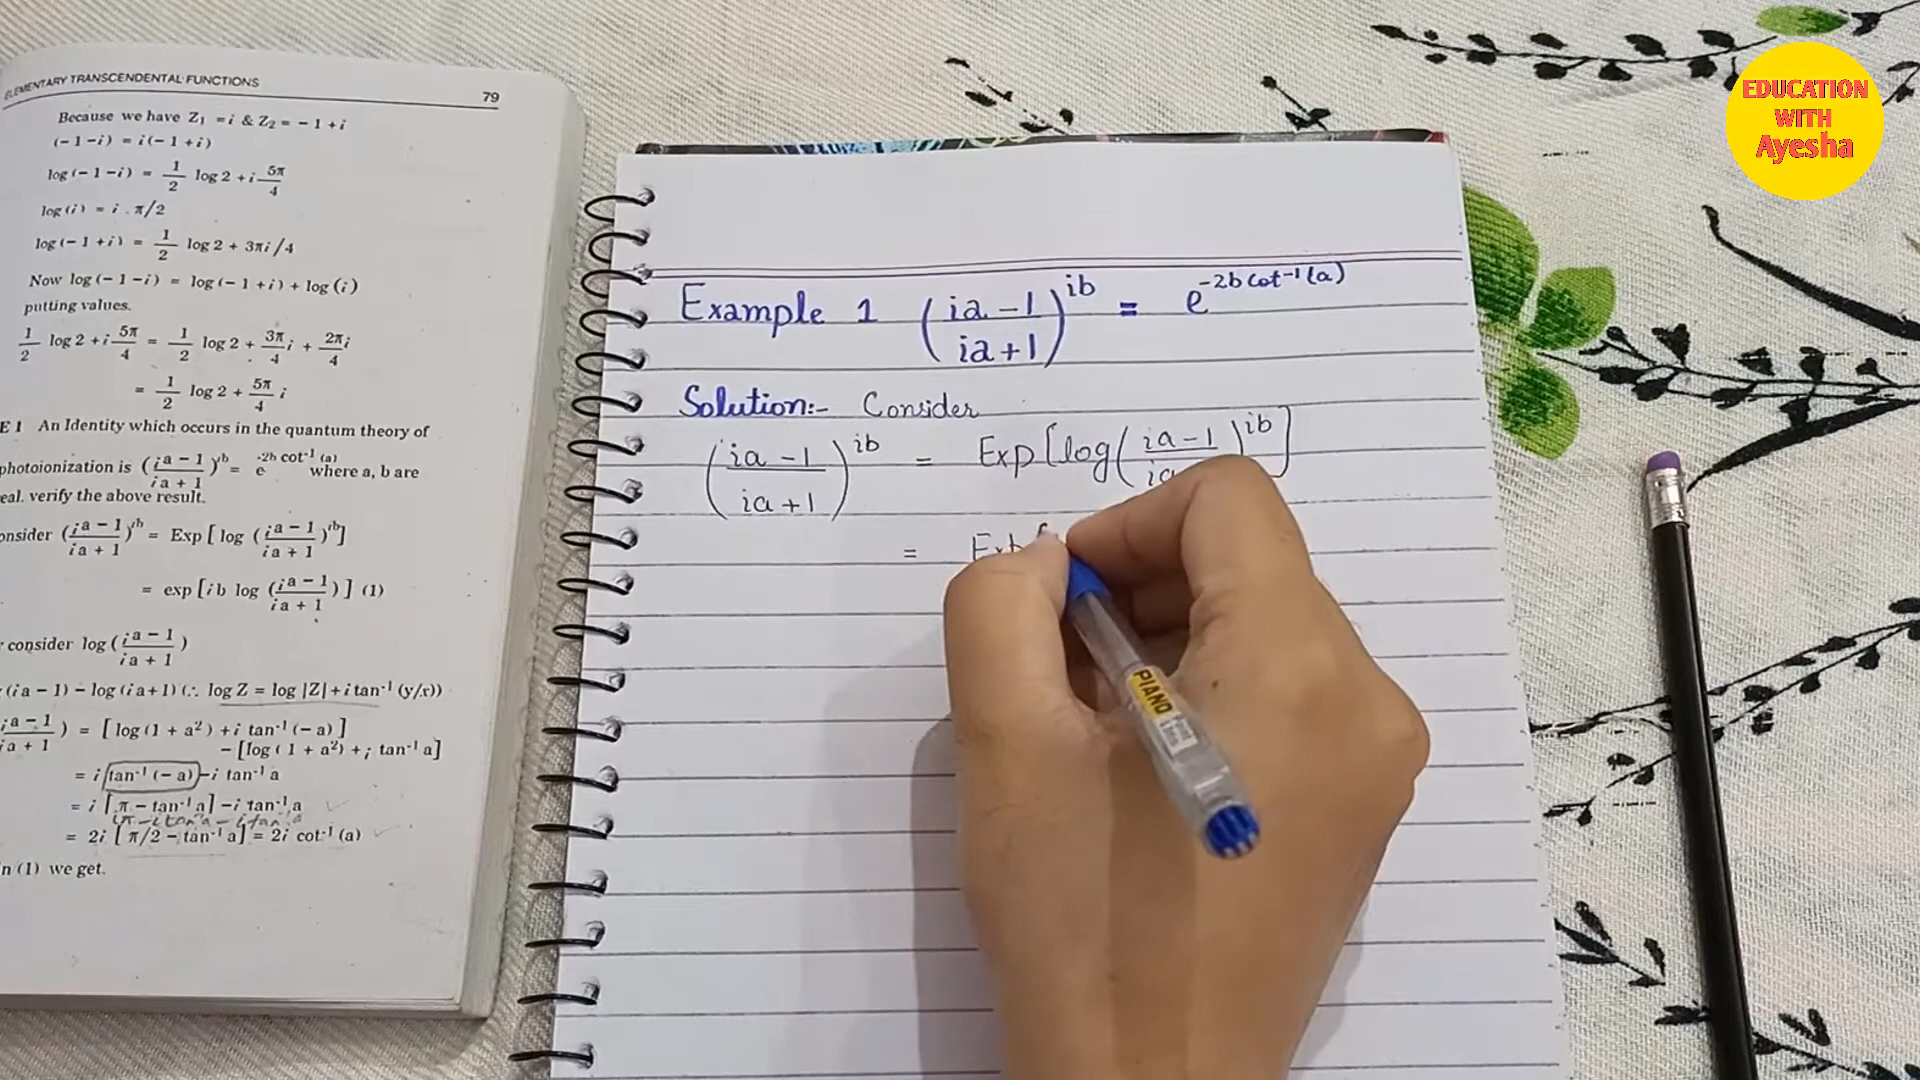 ELEMENTARY TRANSCENDENTAL FUNCTIONS
79
Because we have Z₁ = i & Z₂ = − 1 + i
(− 1 − i) = i (− 1 + i)
log (− 1 − i) = 1/2 log 2 + i 5π/4
log (i) = i . π/2
log (− 1 + i) = 1/2 log 2 + 3πi/4
Now log (− 1 − i) = log (− 1 + i) + log (i)
putting values.
1/2 log 2 + i 5π/4 = 1/2 log 2 + 3π/4 i + 2π/4 i
= 1/2 log 2 + 5π/4 i
E 1 An Identity which occurs in the quantum theory of
photoionization is (ia − 1/ia + 1)^ib = e^-2b cot⁻¹ (a) where a, b are
eal. verify the above result.
onsider (ia − 1/ia + 1)^ib = Exp [ log (ia − 1/ia + 1)^ib ]
= exp [ i b log (ia − 1/ia + 1) ] (1)
consider log (ia − 1/ia + 1)
(i a − 1) − log (i a + 1) (∴ log Z = log |Z| + i tan⁻¹ (y/x))
ia − 1/ia + 1) = [ log (1 + a²) + i tan⁻¹ (− a) ]
− [log ( 1 + a²) + i tan⁻¹ a]
= i tan⁻¹ (− a) − i tan⁻¹ a
= i [ π − tan⁻¹ a] − i tan⁻¹ a
= 2i [ π/2 − tan⁻¹ a] = 2i cot⁻¹ (a)
n (1) we get.
EDUCATION
WITH
Ayesha
Example 1 (ia − 1/ia + 1)^ib = e^-2b cot⁻¹(a)
Solution:- Consider
(ia − 1/ia + 1)^ib = Exp [log (ia − 1/ia)^ib]
= Exp [
PIANO